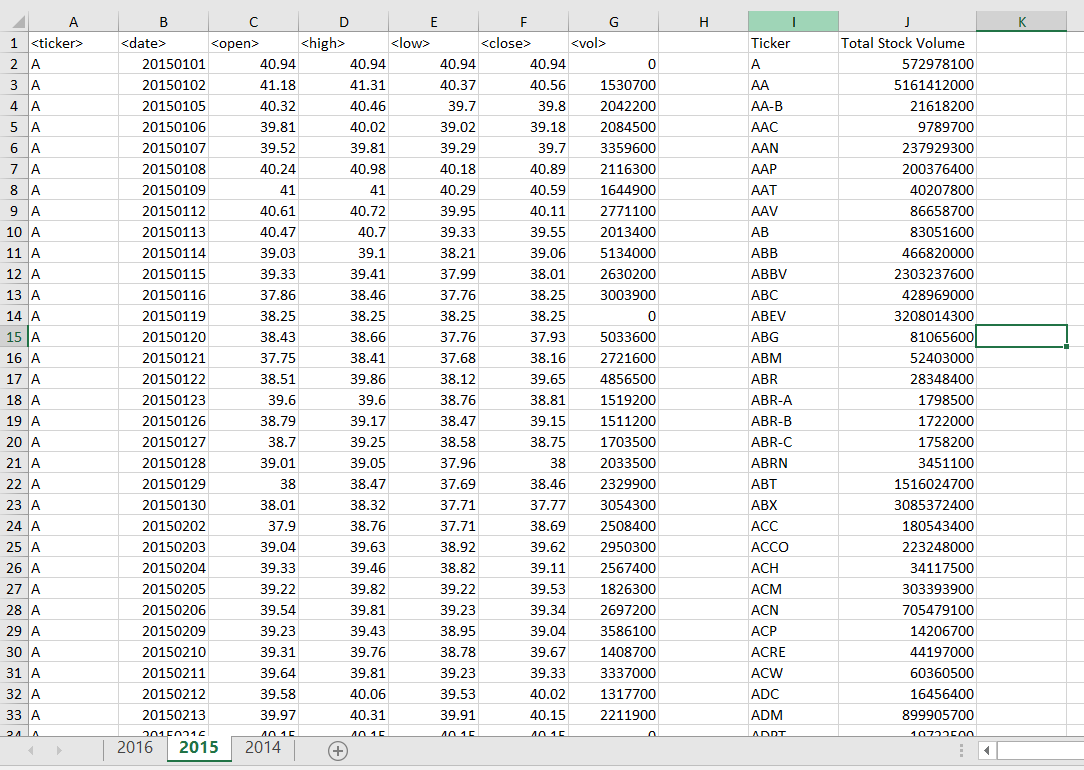 A B C D E F G H I J K
1 <ticker> <date> <open> <high> <low> <close> <vol> Ticker Total Stock Volume
2 A 20150101 40.94 40.94 40.94 40.94 0 A 572978100
3 A 20150102 41.18 41.31 40.37 40.56 1530700 AA 5161412000
4 A 20150105 40.32 40.46 39.7 39.8 2042200 AA-B 21618200
5 A 20150106 39.81 40.02 39.02 39.18 2084500 AAC 9789700
6 A 20150107 39.52 39.81 39.29 39.7 3359600 AAN 237929300
7 A 20150108 40.24 40.98 40.18 40.89 2116300 AAP 200376400
8 A 20150109 41 41 40.29 40.59 1644900 AAT 40207800
9 A 20150112 40.61 40.72 39.95 40.11 2771100 AAV 86658700
10 A 20150113 40.47 40.7 39.33 39.55 2013400 AB 83051600
11 A 20150114 39.03 39.1 38.21 39.06 5134000 ABB 466820000
12 A 20150115 39.33 39.41 37.99 38.01 2630200 ABBV 2303237600
13 A 20150116 37.86 38.46 37.76 38.25 3003900 ABC 428969000
14 A 20150119 38.25 38.25 38.25 38.25 0 ABEV 3208014300
15 A 20150120 38.43 38.66 37.76 37.93 5033600 ABG 81065600
16 A 20150121 37.75 38.41 37.68 38.16 2721600 ABM 52403000
17 A 20150122 38.51 39.86 38.12 39.65 4856500 ABR 28348400
18 A 20150123 39.6 39.6 38.76 38.81 1519200 ABR-A 1798500
19 A 20150126 38.79 39.17 38.47 39.15 1511200 ABR-B 1722000
20 A 20150127 38.7 39.25 38.58 38.75 1703500 ABR-C 1758200
21 A 20150128 39.01 39.05 37.96 38 2033500 ABRN 3451100
22 A 20150129 38 38.47 37.69 38.46 2329900 ABT 1516024700
23 A 20150130 38.01 38.32 37.71 37.77 3054300 ABX 3085372400
24 A 20150202 37.9 38.76 37.71 38.69 2508400 ACC 180543400
25 A 20150203 39.04 39.63 38.92 39.62 2950300 ACCO 223248000
26 A 20150204 39.33 39.46 38.82 39.11 2567400 ACH 34117500
27 A 20150205 39.22 39.82 39.22 39.53 1826300 ACM 303393900
28 A 20150206 39.54 39.81 39.23 39.34 2697200 ACN 705479100
29 A 20150209 39.23 39.43 38.95 39.04 3586100 ACP 14206700
30 A 20150210 39.31 39.76 38.78 39.67 1408700 ACRE 44197000
31 A 20150211 39.64 39.81 39.23 39.33 3337000 ACW 60360500
32 A 20150212 39.58 40.06 39.53 40.02 1317700 ADC 16456400
33 A 20150213 39.97 40.31 39.91 40.15 2211900 ADM 899905700
34 A 20150216 40.15 40.15 40.15 40.15 0 ADPT
2016 2015 2014